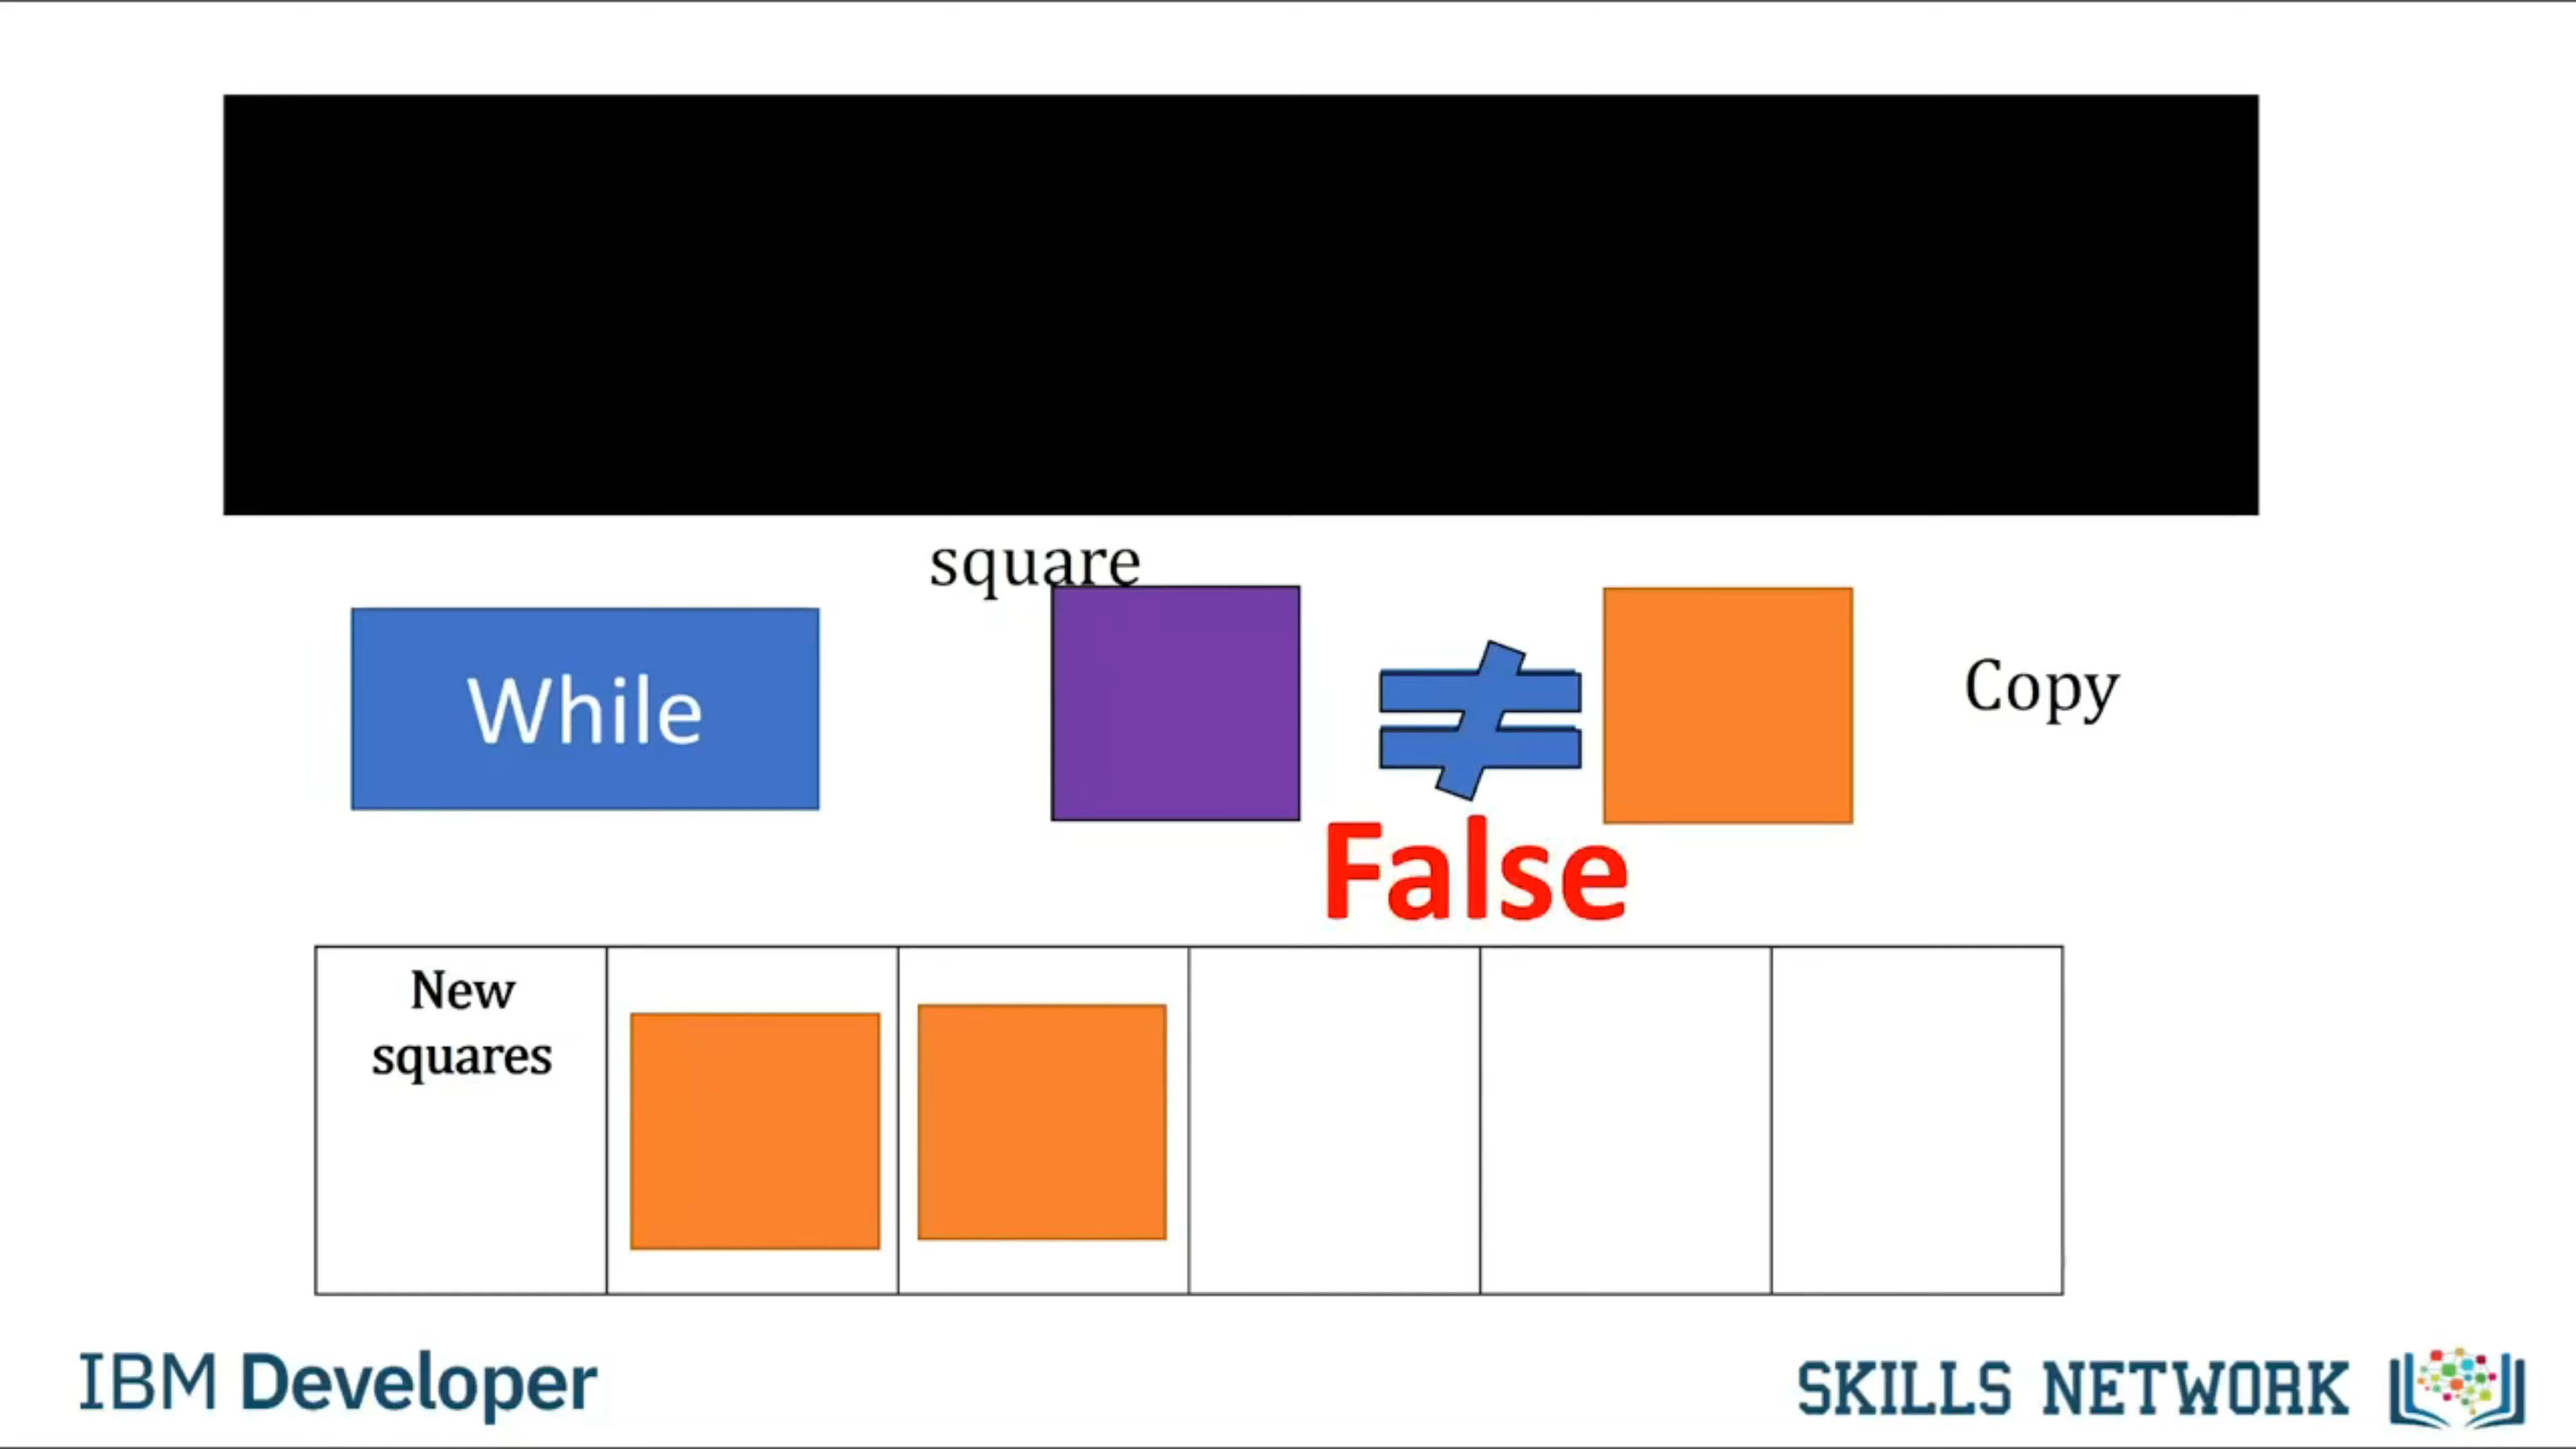 square
While
Copy
False
New
squares
IBM Developer
SKILLS NETWORK